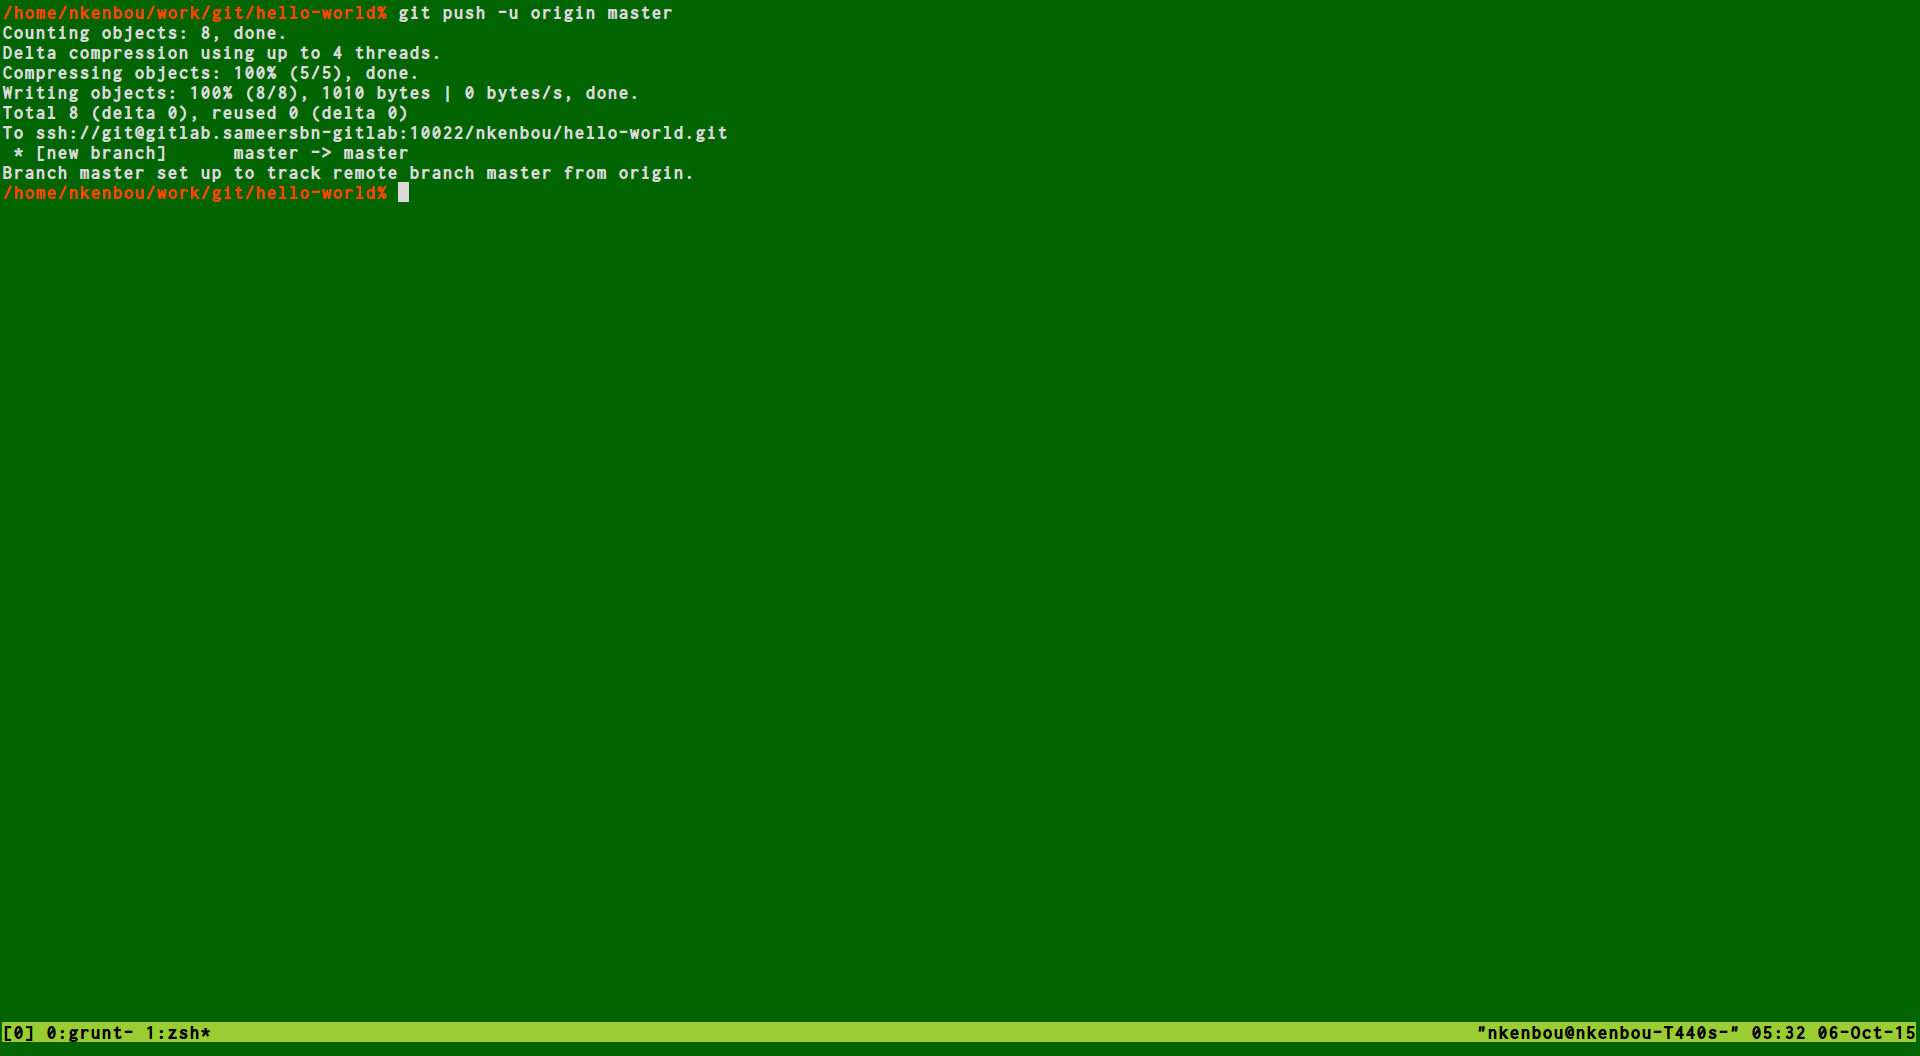 /home/nkenbou/work/git/hello-world% git push -u origin master
Counting objects: 8, done.
Delta compression using up to 4 threads.
Compressing objects: 100% (5/5), done.
Writing objects: 100% (8/8), 1010 bytes | 0 bytes/s, done.
Total 8 (delta 0), reused 0 (delta 0)
To ssh://git@gitlab.sameersbn-gitlab:10022/nkenbou/hello-world.git
 * [new branch]      master -> master
Branch master set up to track remote branch master from origin.
/home/nkenbou/work/git/hello-world%
[0] 0:grunt- 1:zsh* "nkenbou@nkenbou-T440s-" 05:32 06-Oct-15